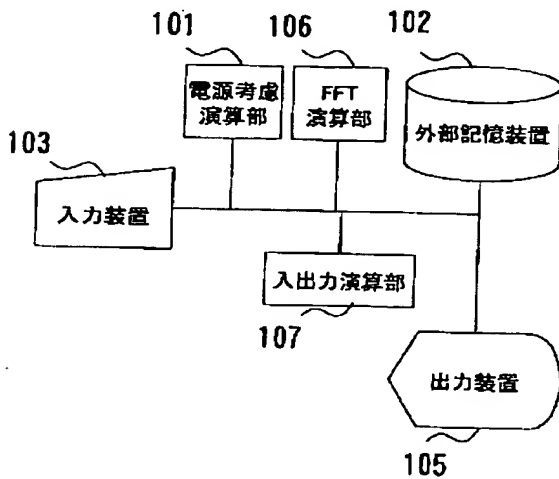 101
106
102
電源考慮
演算部
FFT
演算部
外部記憶装置
103
入力装置
入出力演算部
107
出力装置
105